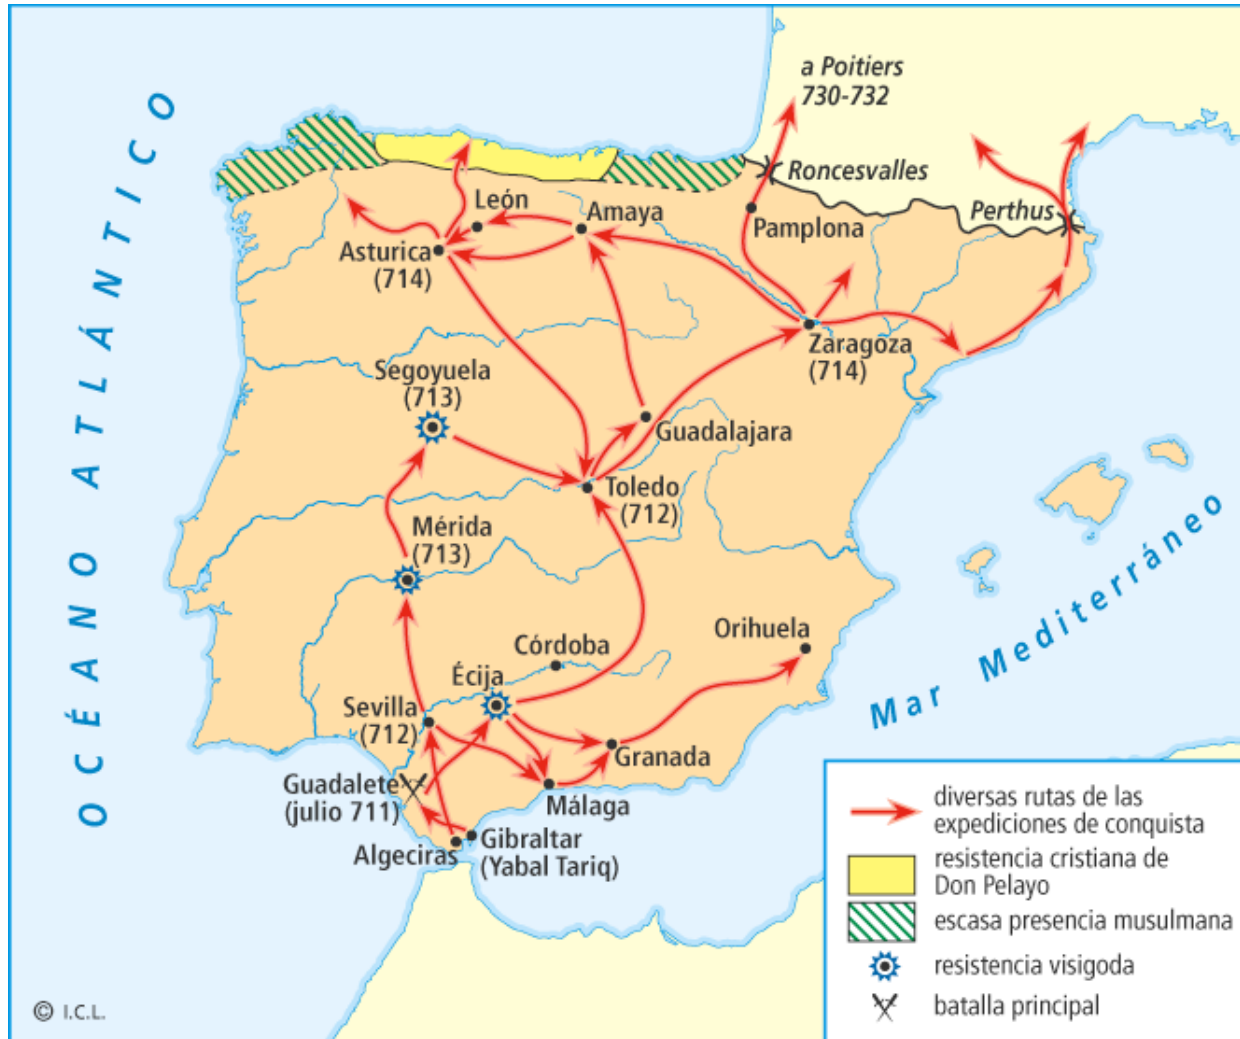 a Poitiers
730-732
Roncesvalles
Perthus
Pamplona
León
Amaya
Asturica
(714)
Zaragoza
(714)
Segoyuela
(713)
Guadalajara
Toledo
(712)
Mérida
(713)
Orihuela
Córdoba
Écija
Sevilla
(712)
Granada
Guadalete
(julio 711)
Málaga
Algeciras
Gibraltar
(Yabal Tariq)
OCÉANO ATLÁNTICO
Mar Mediterráneo
diversas rutas de las
expediciones de conquista
resistencia cristiana de
Don Pelayo
escasa presencia musulmana
resistencia visigoda
batalla principal
© I.C.L.